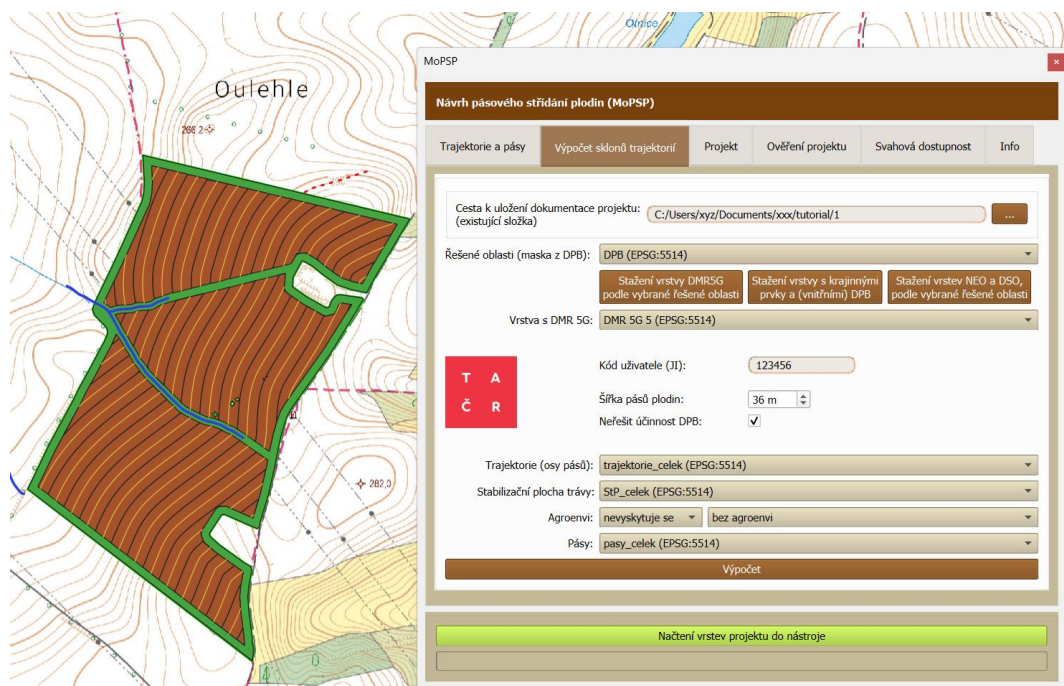 Otnice
Oulehle
266,2
282,0
MoPSP
Návrh pásového střídání plodin (MoPSP)
Trajektorie a pásy
Výpočet sklonů trajektorií
Projekt
Ověření projektu
Svahová dostupnost
Info
Cesta k uložení dokumentace projektu:
(existující složka)
C:/Users/xyz/Documents/xxx/tutorial/1
...
Řešené oblasti (maska z DPB):
DPB (EPSG:5514)
Stažení vrstvy DMR5G
podle vybrané řešené oblasti
Stažení vrstvy s krajinnými
prvky a (vnitřními) DPB
Stažení vrstev NEO a DSO,
podle vybrané řešené oblasti
Vrstva s DMR 5G:
DMR 5G 5 (EPSG:5514)
T A
Č R
Kód uživatele (JI):
123456
Šířka pásů plodin:
36 m
Neřešit účinnost DPB:
Trajektorie (osy pásů):
trajektorie_celek (EPSG:5514)
Stabilizační plocha trávy:
StP_celek (EPSG:5514)
Agroenvi:
nevyskytuje se
bez agroenvi
Pásy:
pasy_celek (EPSG:5514)
Výpočet
Načtení vrstev projektu do nástroje